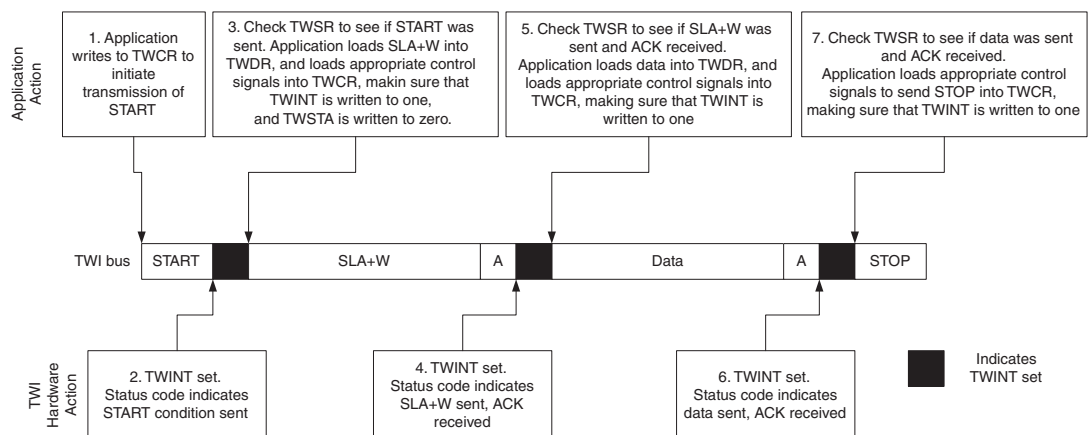 Application
Action
1. Application
writes to TWCR to
initiate
transmission of
START
3. Check TWSR to see if START was
sent. Application loads SLA+W into
TWDR, and loads appropriate control
signals into TWCR, makin sure that
TWINT is written to one,
and TWSTA is written to zero.
5. Check TWSR to see if SLA+W was
sent and ACK received.
Application loads data into TWDR, and
loads appropriate control signals into
TWCR, making sure that TWINT is
written to one
7. Check TWSR to see if data was sent
and ACK received.
Application loads appropriate control
signals to send STOP into TWCR,
making sure that TWINT is written to one
TWI bus
START
SLA+W
A
Data
A
STOP
TWI
Hardware
Action
2. TWINT set.
Status code indicates
START condition sent
4. TWINT set.
Status code indicates
SLA+W sent, ACK
received
6. TWINT set.
Status code indicates
data sent, ACK received
Indicates
TWINT set